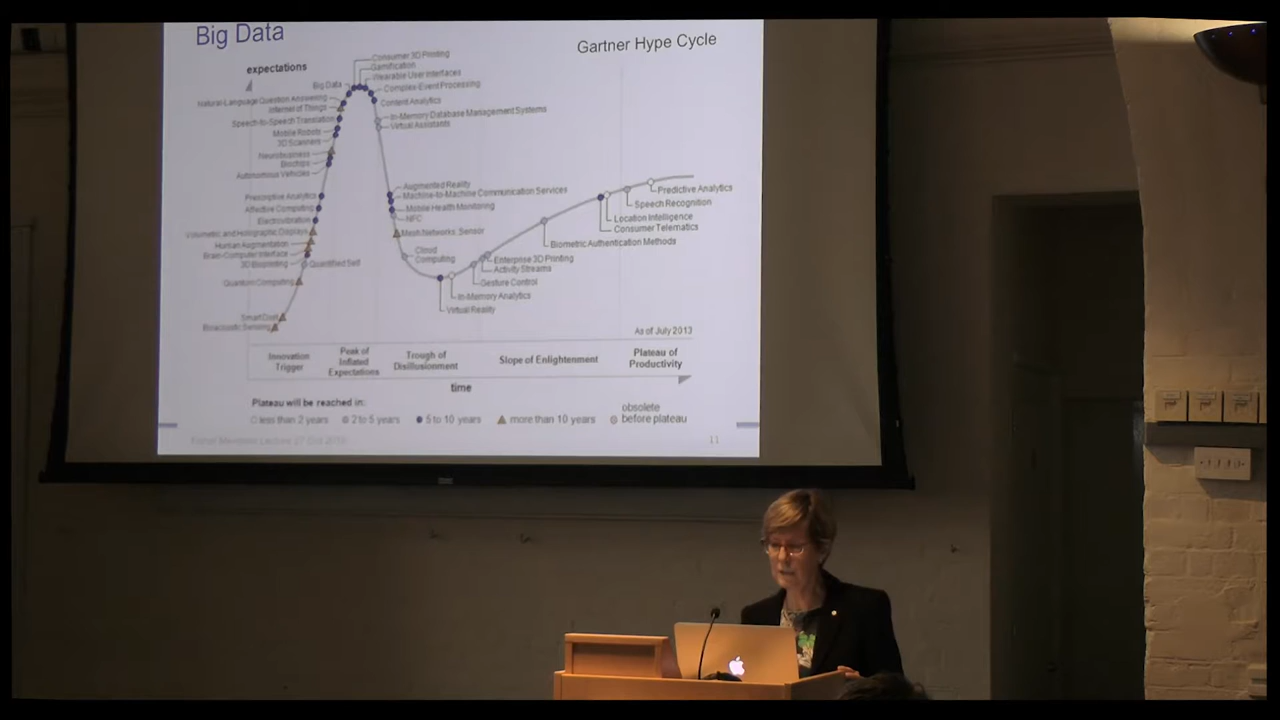 Big Data
Gartner Hype Cycle
expectations
Consumer 3D Printing
Gamification
Wearable User Interfaces
Big Data
Complex-Event Processing
Natural-Language Question Answering
Content Analytics
Internet of Things
In-Memory Database Management Systems
Speech-to-Speech Translation
Virtual Assistants
Mobile Robots
3D Scanners
Neurobusiness
Biochips
Autonomous Vehicles
Augmented Reality
Machine-to-Machine Communication Services
Predictive Analytics
Prescriptive Analytics
Speech Recognition
Affective Computing
Mobile Health Monitoring
Location Intelligence
Electrovibration
NFC
Consumer Telematics
Volumetric and Holographic Displays
Mesh Networks: Sensor
Human Augmentation
Biometric Authentication Methods
Brain-Computer Interface
Cloud
Computing
3D Bioprinting
Quantified Self
Enterprise 3D Printing
Activity Streams
Quantum Computing
Gesture Control
In-Memory Analytics
Virtual Reality
Smart Dust
Bioacoustic Sensing
As of July 2013
Innovation
Trigger
Peak of
Inflated
Expectations
Trough of
Disillusionment
Slope of Enlightenment
Plateau of
Productivity
time
Plateau will be reached in:
less than 2 years
2 to 5 years
5 to 10 years
more than 10 years
obsolete
before plateau
11